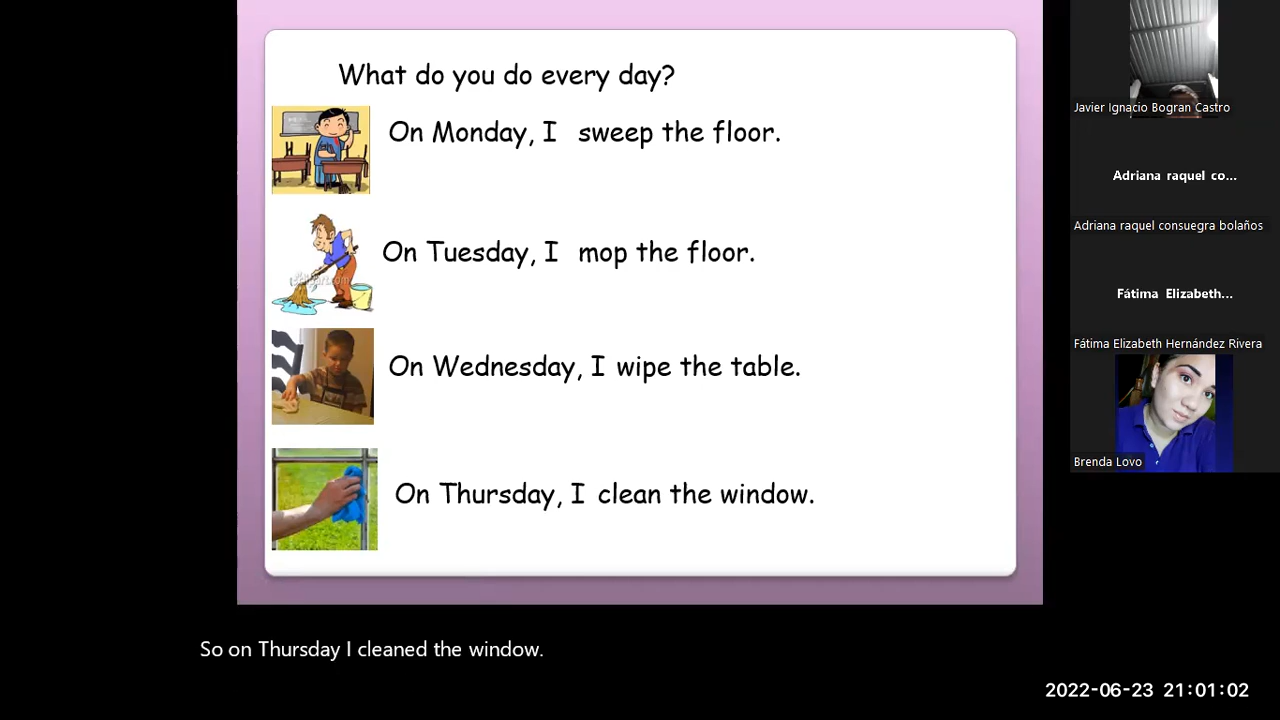 What do you do every day?
On Monday, I sweep the floor.
On Tuesday, I mop the floor.
On Wednesday, I wipe the table.
On Thursday, I clean the window.
Javier Ignacio Bogran Castro
Adriana raquel co...
Adriana raquel consuegra bolaños
Fátima Elizabeth...
Fátima Elizabeth Hernández Rivera
Brenda Lovo
So on Thursday I cleaned the window.
2022-06-23 21:01:02